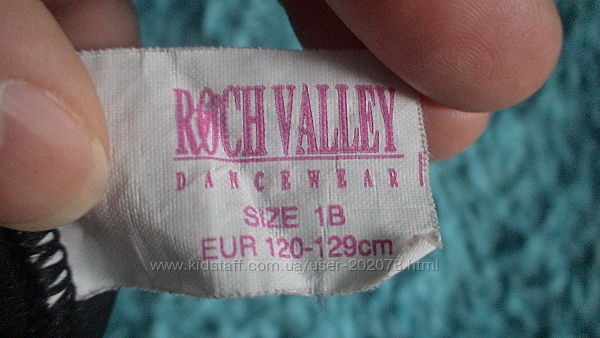 ROCH VALLEY
DANCEWEAR
SIZE 1B
EUR 120-129cm
www.kidstaff.com.ua/user-202078.html